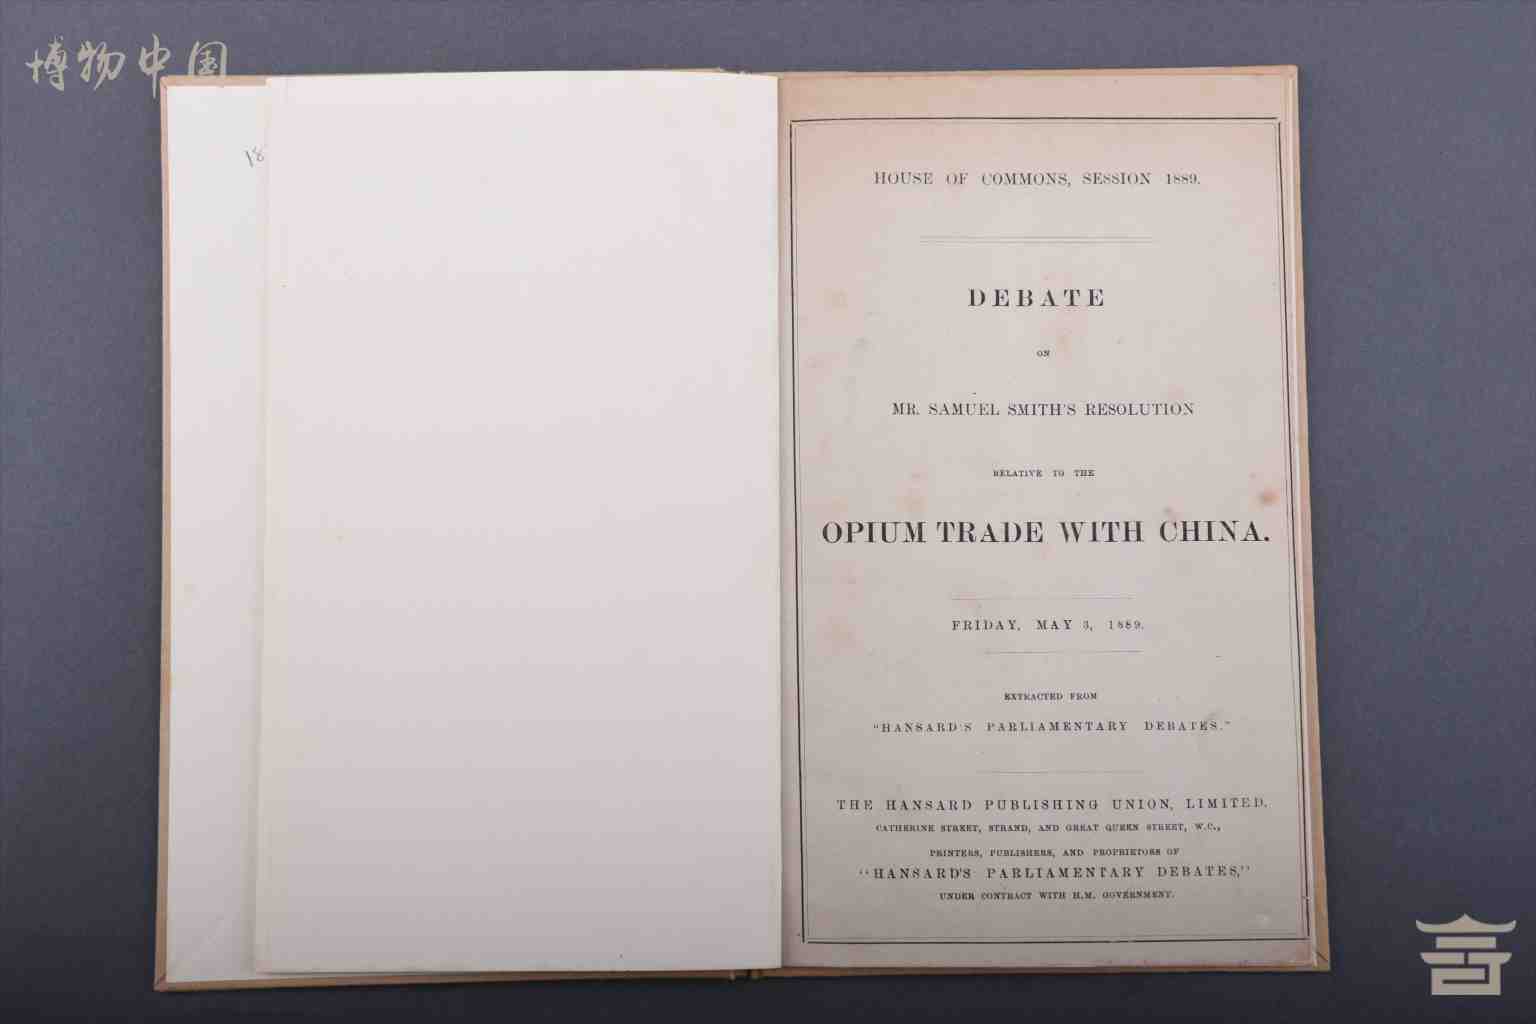 博物中国
18
HOUSE OF COMMONS, SESSION 1889.
DEBATE
ON
MR. SAMUEL SMITH'S RESOLUTION
RELATIVE TO THE
OPIUM TRADE WITH CHINA.
FRIDAY, MAY 3, 1889.
EXTRACTED FROM
"HANSARD'S PARLIAMENTARY DEBATES."
THE HANSARD PUBLISHING UNION, LIMITED,
CATHERINE STREET, STRAND, AND GREAT QUEEN STREET, W.C.,
PRINTERS, PUBLISHERS, AND PROPRIETORS OF
"HANSARD'S PARLIAMENTARY DEBATES,"
UNDER CONTRACT WITH H.M. GOVERNMENT.